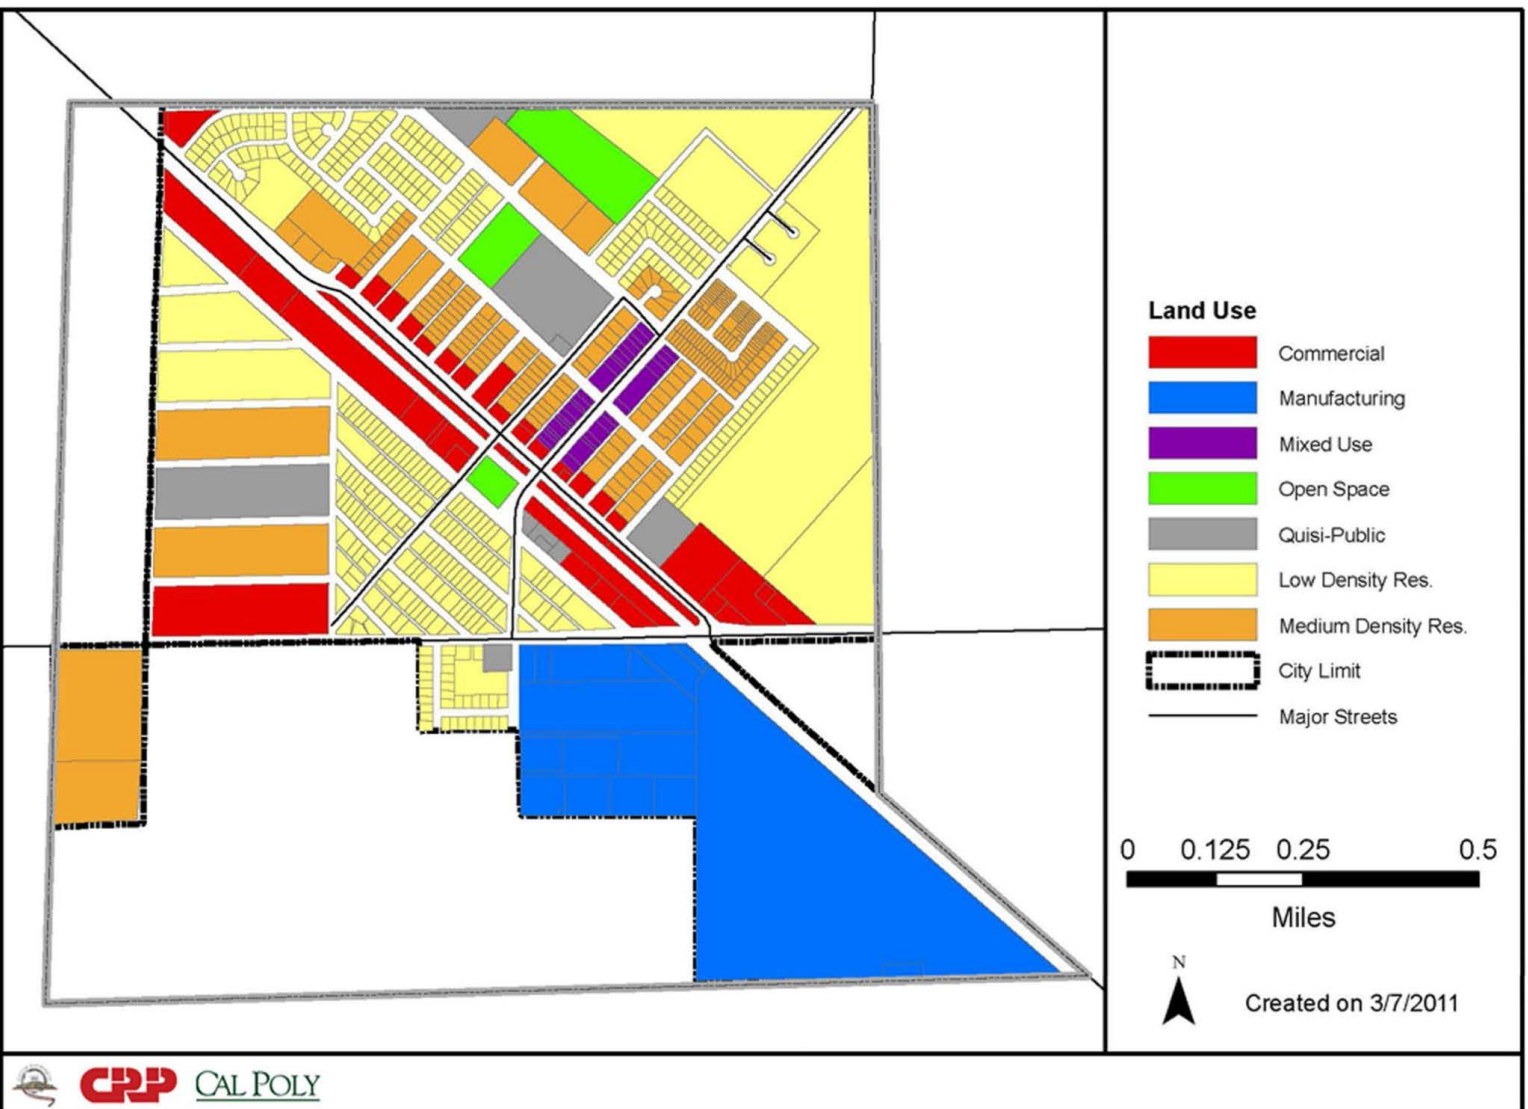 Land Use
Commercial
Manufacturing
Mixed Use
Open Space
Quisi-Public
Low Density Res.
Medium Density Res.
City Limit
Major Streets
0 0.125 0.25 0.5
Miles
N
Created on 3/7/2011
CRP CAL POLY